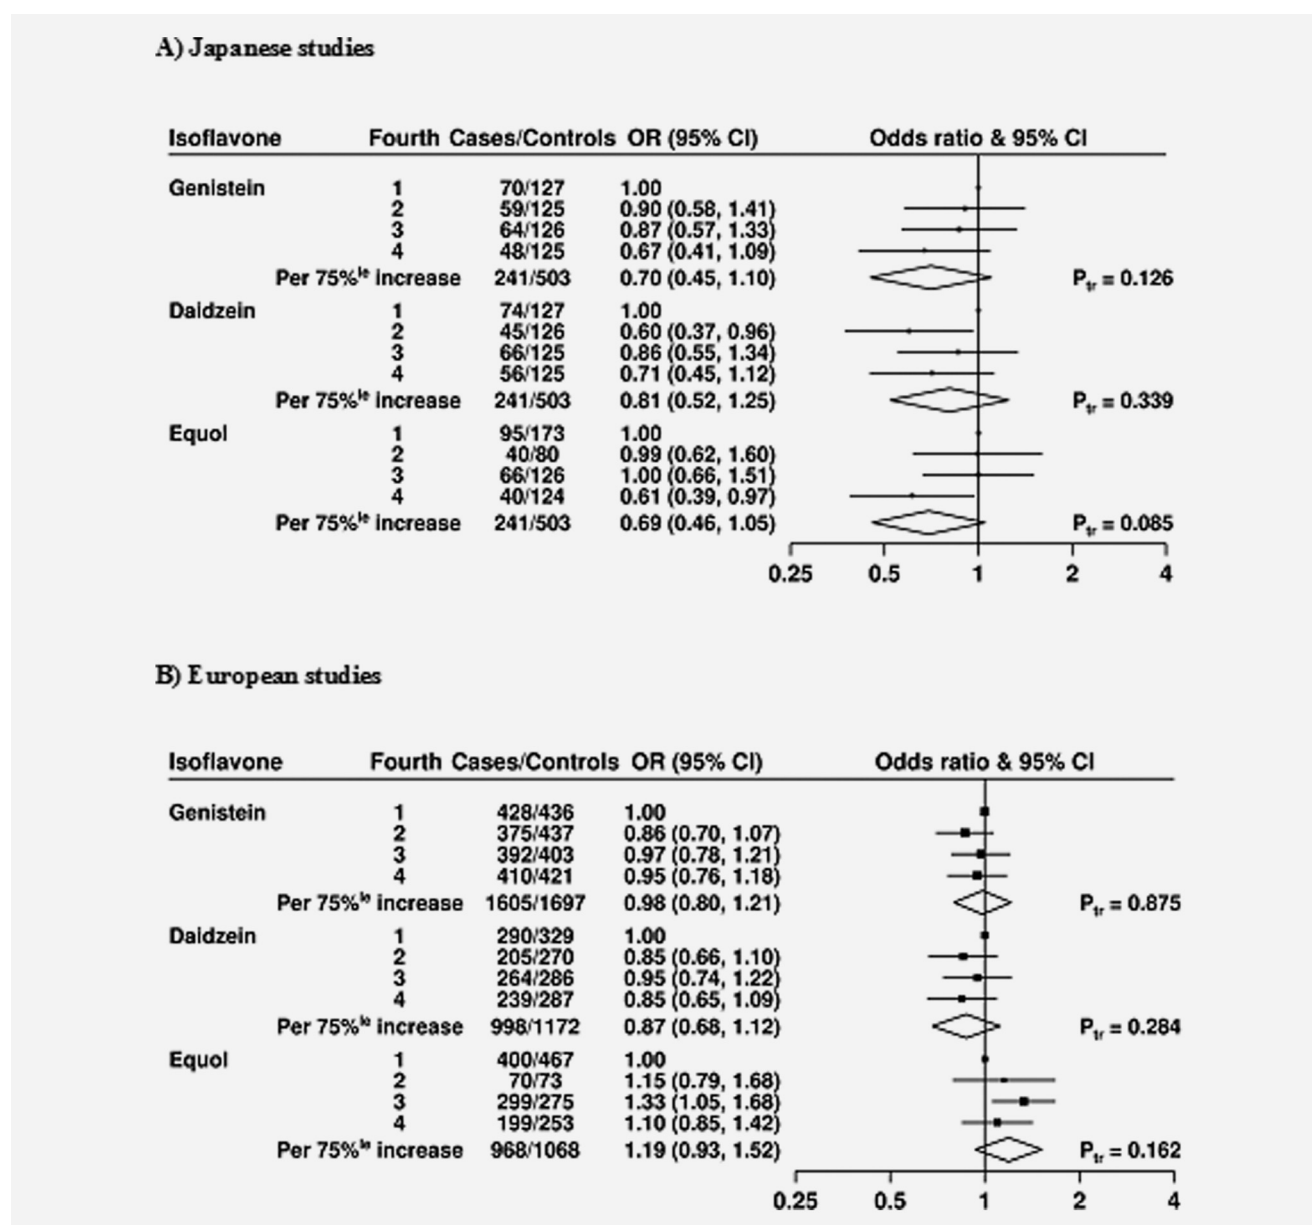 A) Japanese studies
Isoflavone Fourth Cases/Controls OR (95% CI) Odds ratio & 95% CI
Genistein 1 70/127 1.00
2 59/125 0.90 (0.58, 1.41)
3 64/126 0.87 (0.57, 1.33)
4 48/125 0.67 (0.41, 1.09)
Per 75%le increase 241/503 0.70 (0.45, 1.10) Ptr = 0.126
Daidzein 1 74/127 1.00
2 45/126 0.60 (0.37, 0.96)
3 66/125 0.86 (0.55, 1.34)
4 56/125 0.71 (0.45, 1.12)
Per 75%le increase 241/503 0.81 (0.52, 1.25) Ptr = 0.339
Equol 1 95/173 1.00
2 40/80 0.99 (0.62, 1.60)
3 66/126 1.00 (0.66, 1.51)
4 40/124 0.61 (0.39, 0.97)
Per 75%le increase 241/503 0.69 (0.46, 1.05) Ptr = 0.085
0.25 0.5 1 2 4
B) European studies
Isoflavone Fourth Cases/Controls OR (95% CI) Odds ratio & 95% CI
Genistein 1 428/436 1.00
2 375/437 0.86 (0.70, 1.07)
3 392/403 0.97 (0.78, 1.21)
4 410/421 0.95 (0.76, 1.18)
Per 75%le increase 1605/1697 0.98 (0.80, 1.21) Ptr = 0.875
Daidzein 1 290/329 1.00
2 205/270 0.85 (0.66, 1.10)
3 264/286 0.95 (0.74, 1.22)
4 239/287 0.85 (0.65, 1.09)
Per 75%le increase 998/1172 0.87 (0.68, 1.12) Ptr = 0.284
Equol 1 400/467 1.00
2 70/73 1.15 (0.79, 1.68)
3 299/275 1.33 (1.05, 1.68)
4 199/253 1.10 (0.85, 1.42)
Per 75%le increase 968/1068 1.19 (0.93, 1.52) Ptr = 0.162
0.25 0.5 1 2 4